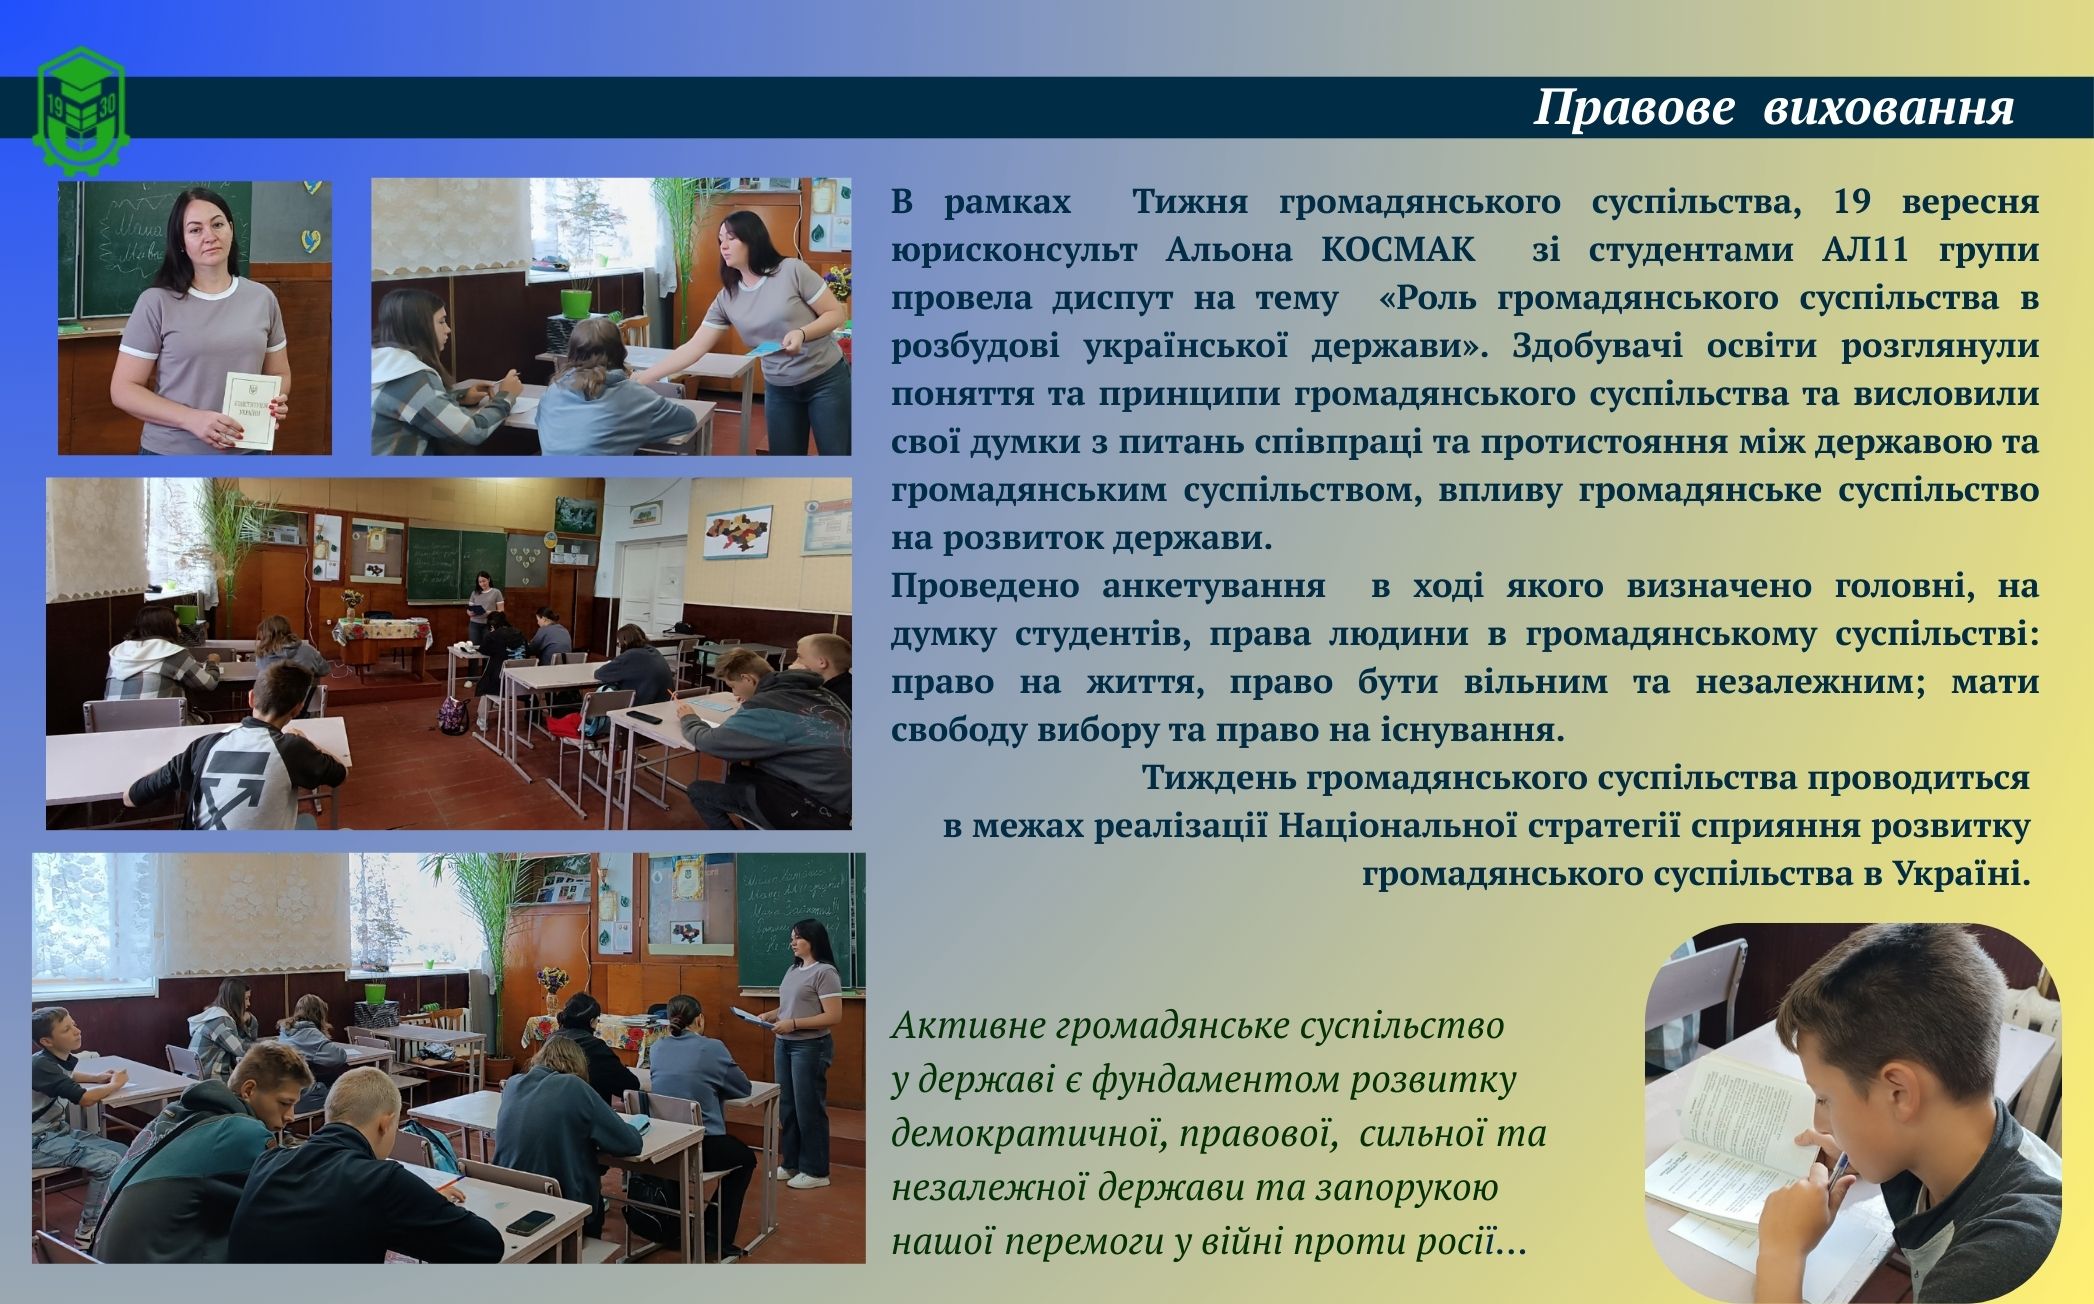 19 30
Правове виховання
В рамках Тижня громадянського суспільства, 19 вересня
юрисконсульт Альона КОСМАК зі студентами АЛ11 групи
провела диспут на тему «Роль громадянського суспільства в
розбудові української держави». Здобувачі освіти розглянули
поняття та принципи громадянського суспільства та висловили
свої думки з питань співпраці та протистояння між державою та
громадянським суспільством, впливу громадянське суспільство
на розвиток держави.
Проведено анкетування в ході якого визначено головні, на
думку студентів, права людини в громадянському суспільстві:
право на життя, право бути вільним та незалежним; мати
свободу вибору та право на існування.
Тиждень громадянського суспільства проводиться
в межах реалізації Національної стратегії сприяння розвитку
громадянського суспільства в Україні.
Активне громадянське суспільство
у державі є фундаментом розвитку
демократичної, правової, сильної та
незалежної держави та запорукою
нашої перемоги у війні проти росії...
КОНСТИТУЦІЯ
УКРАЇНИ